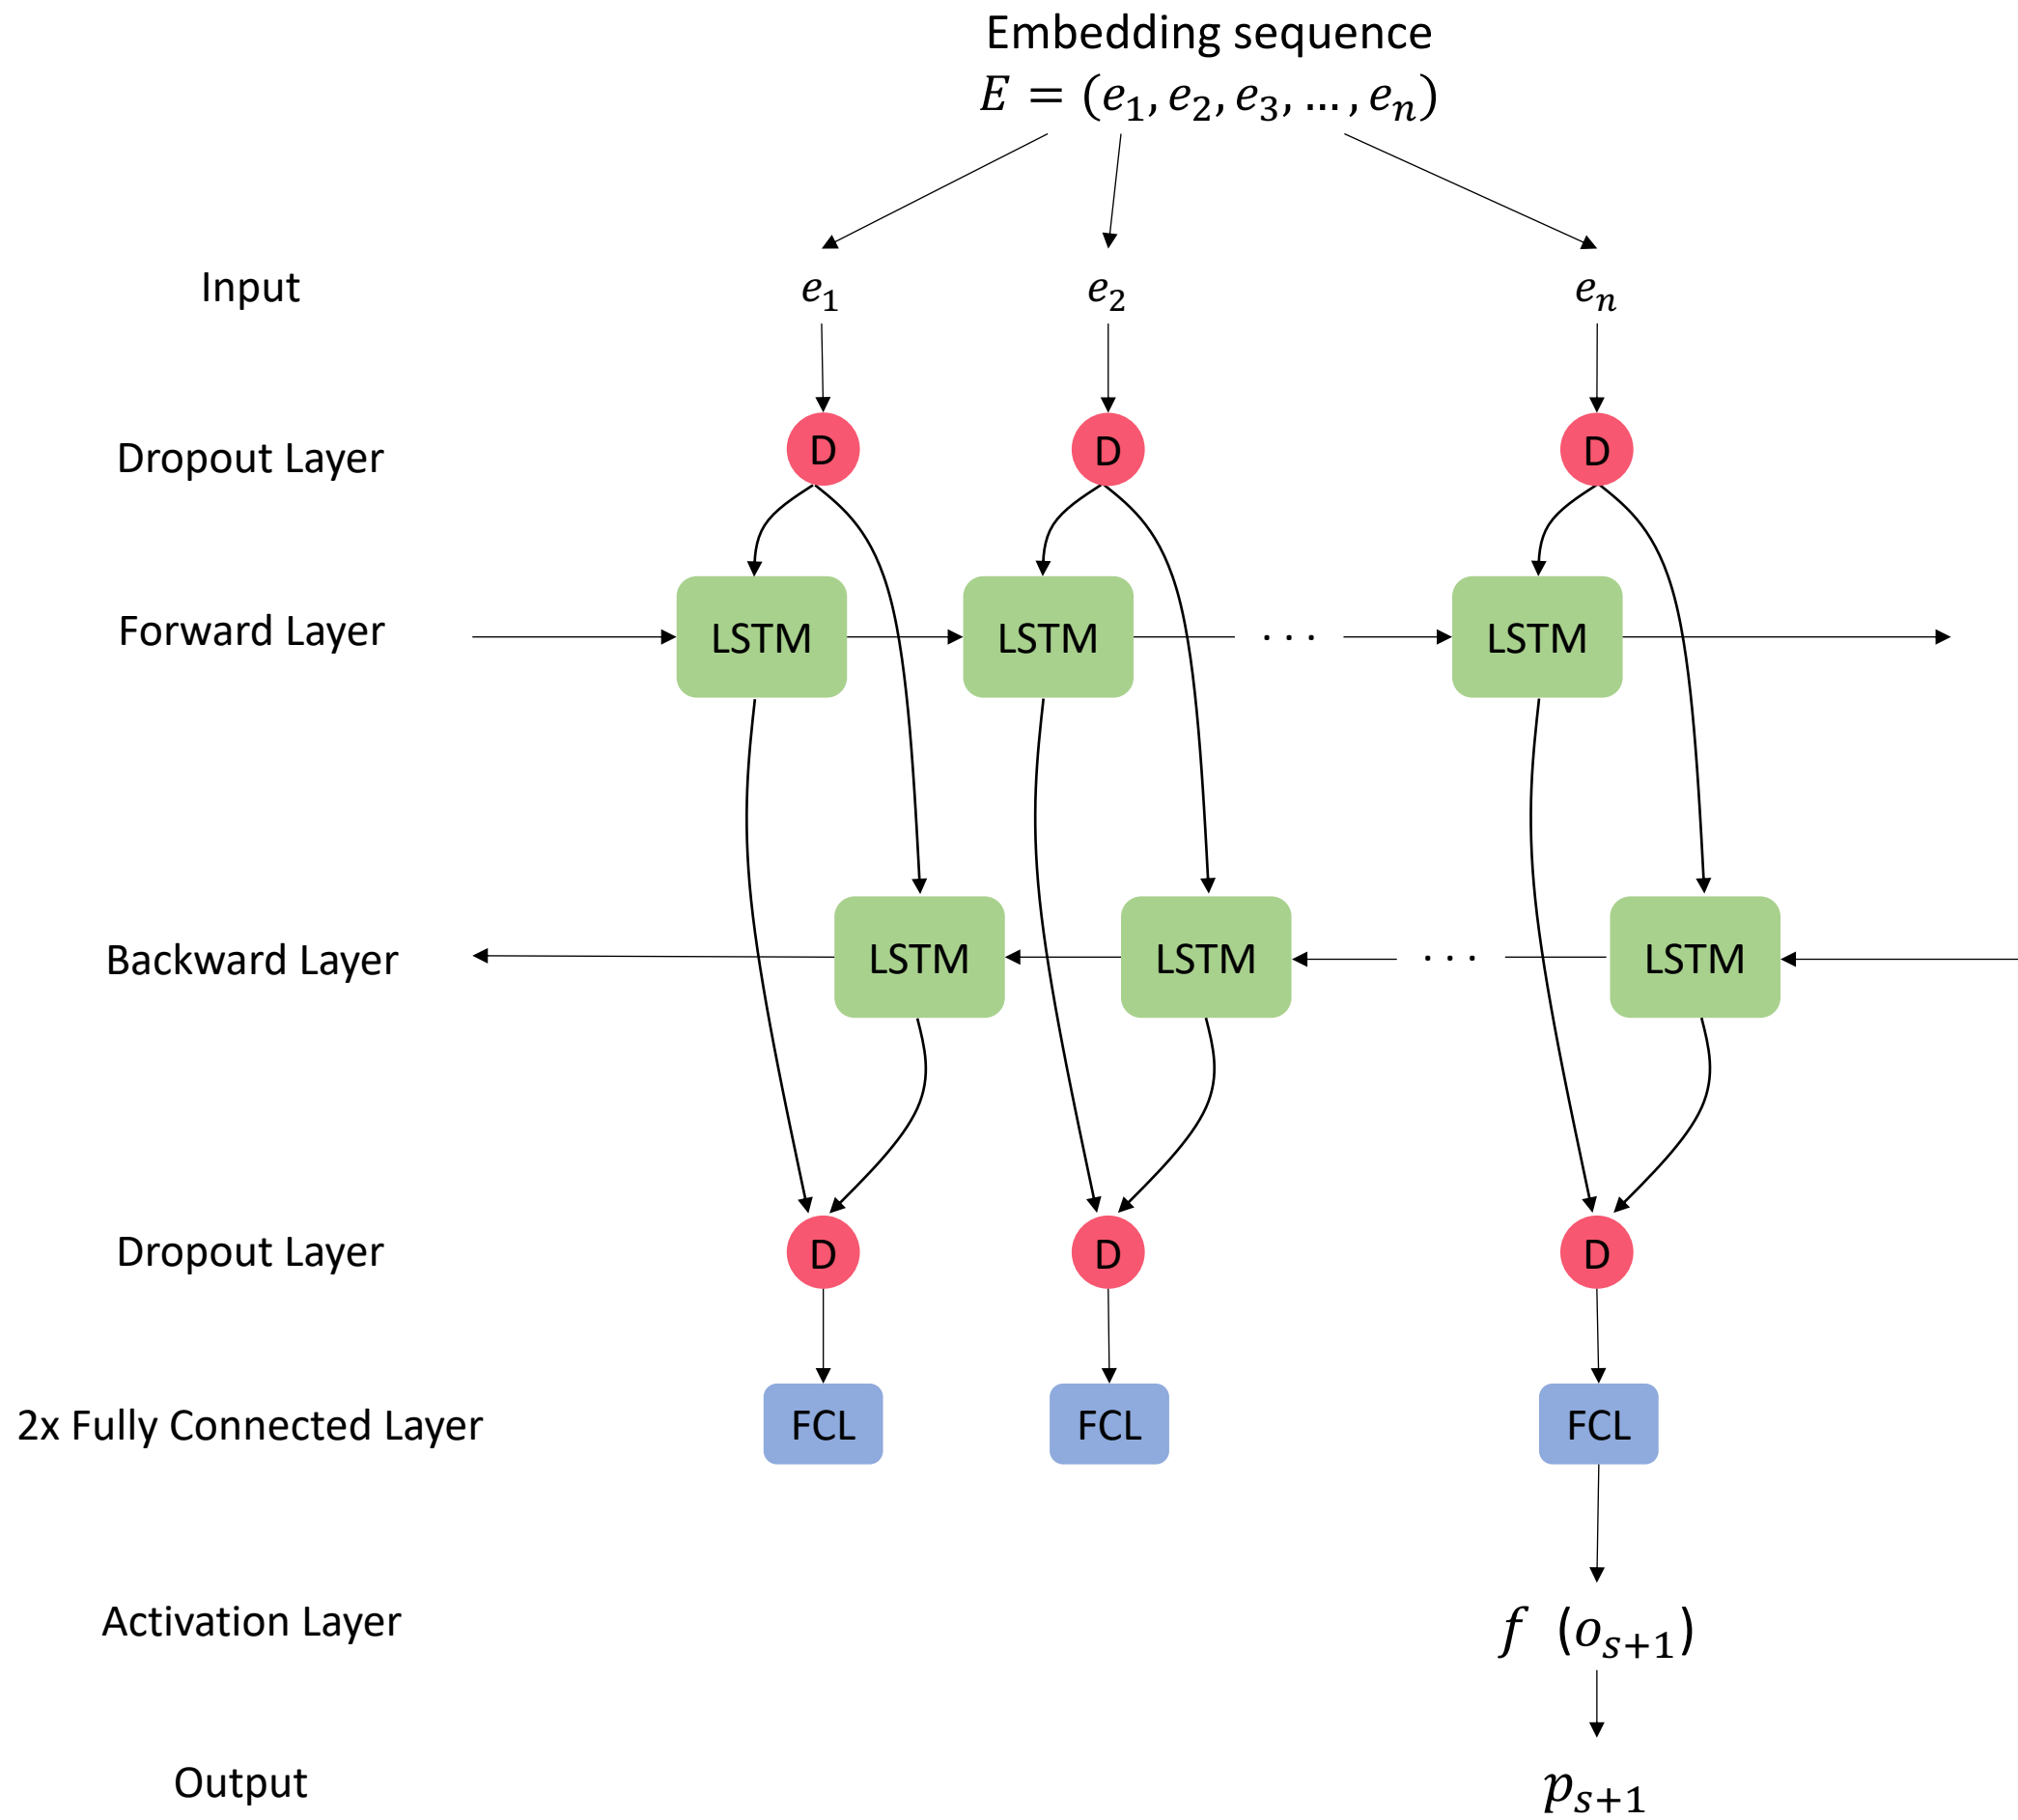 Embedding sequence
E = (e₁, e₂, e₃, … , eₙ)
Input e₁ e₂ eₙ
Dropout Layer D D D
Forward Layer LSTM LSTM · · · LSTM
Backward Layer LSTM LSTM · · · LSTM
Dropout Layer D D D
2x Fully Connected Layer FCL FCL FCL
Activation Layer f (oₛ₊₁)
Output pₛ₊₁